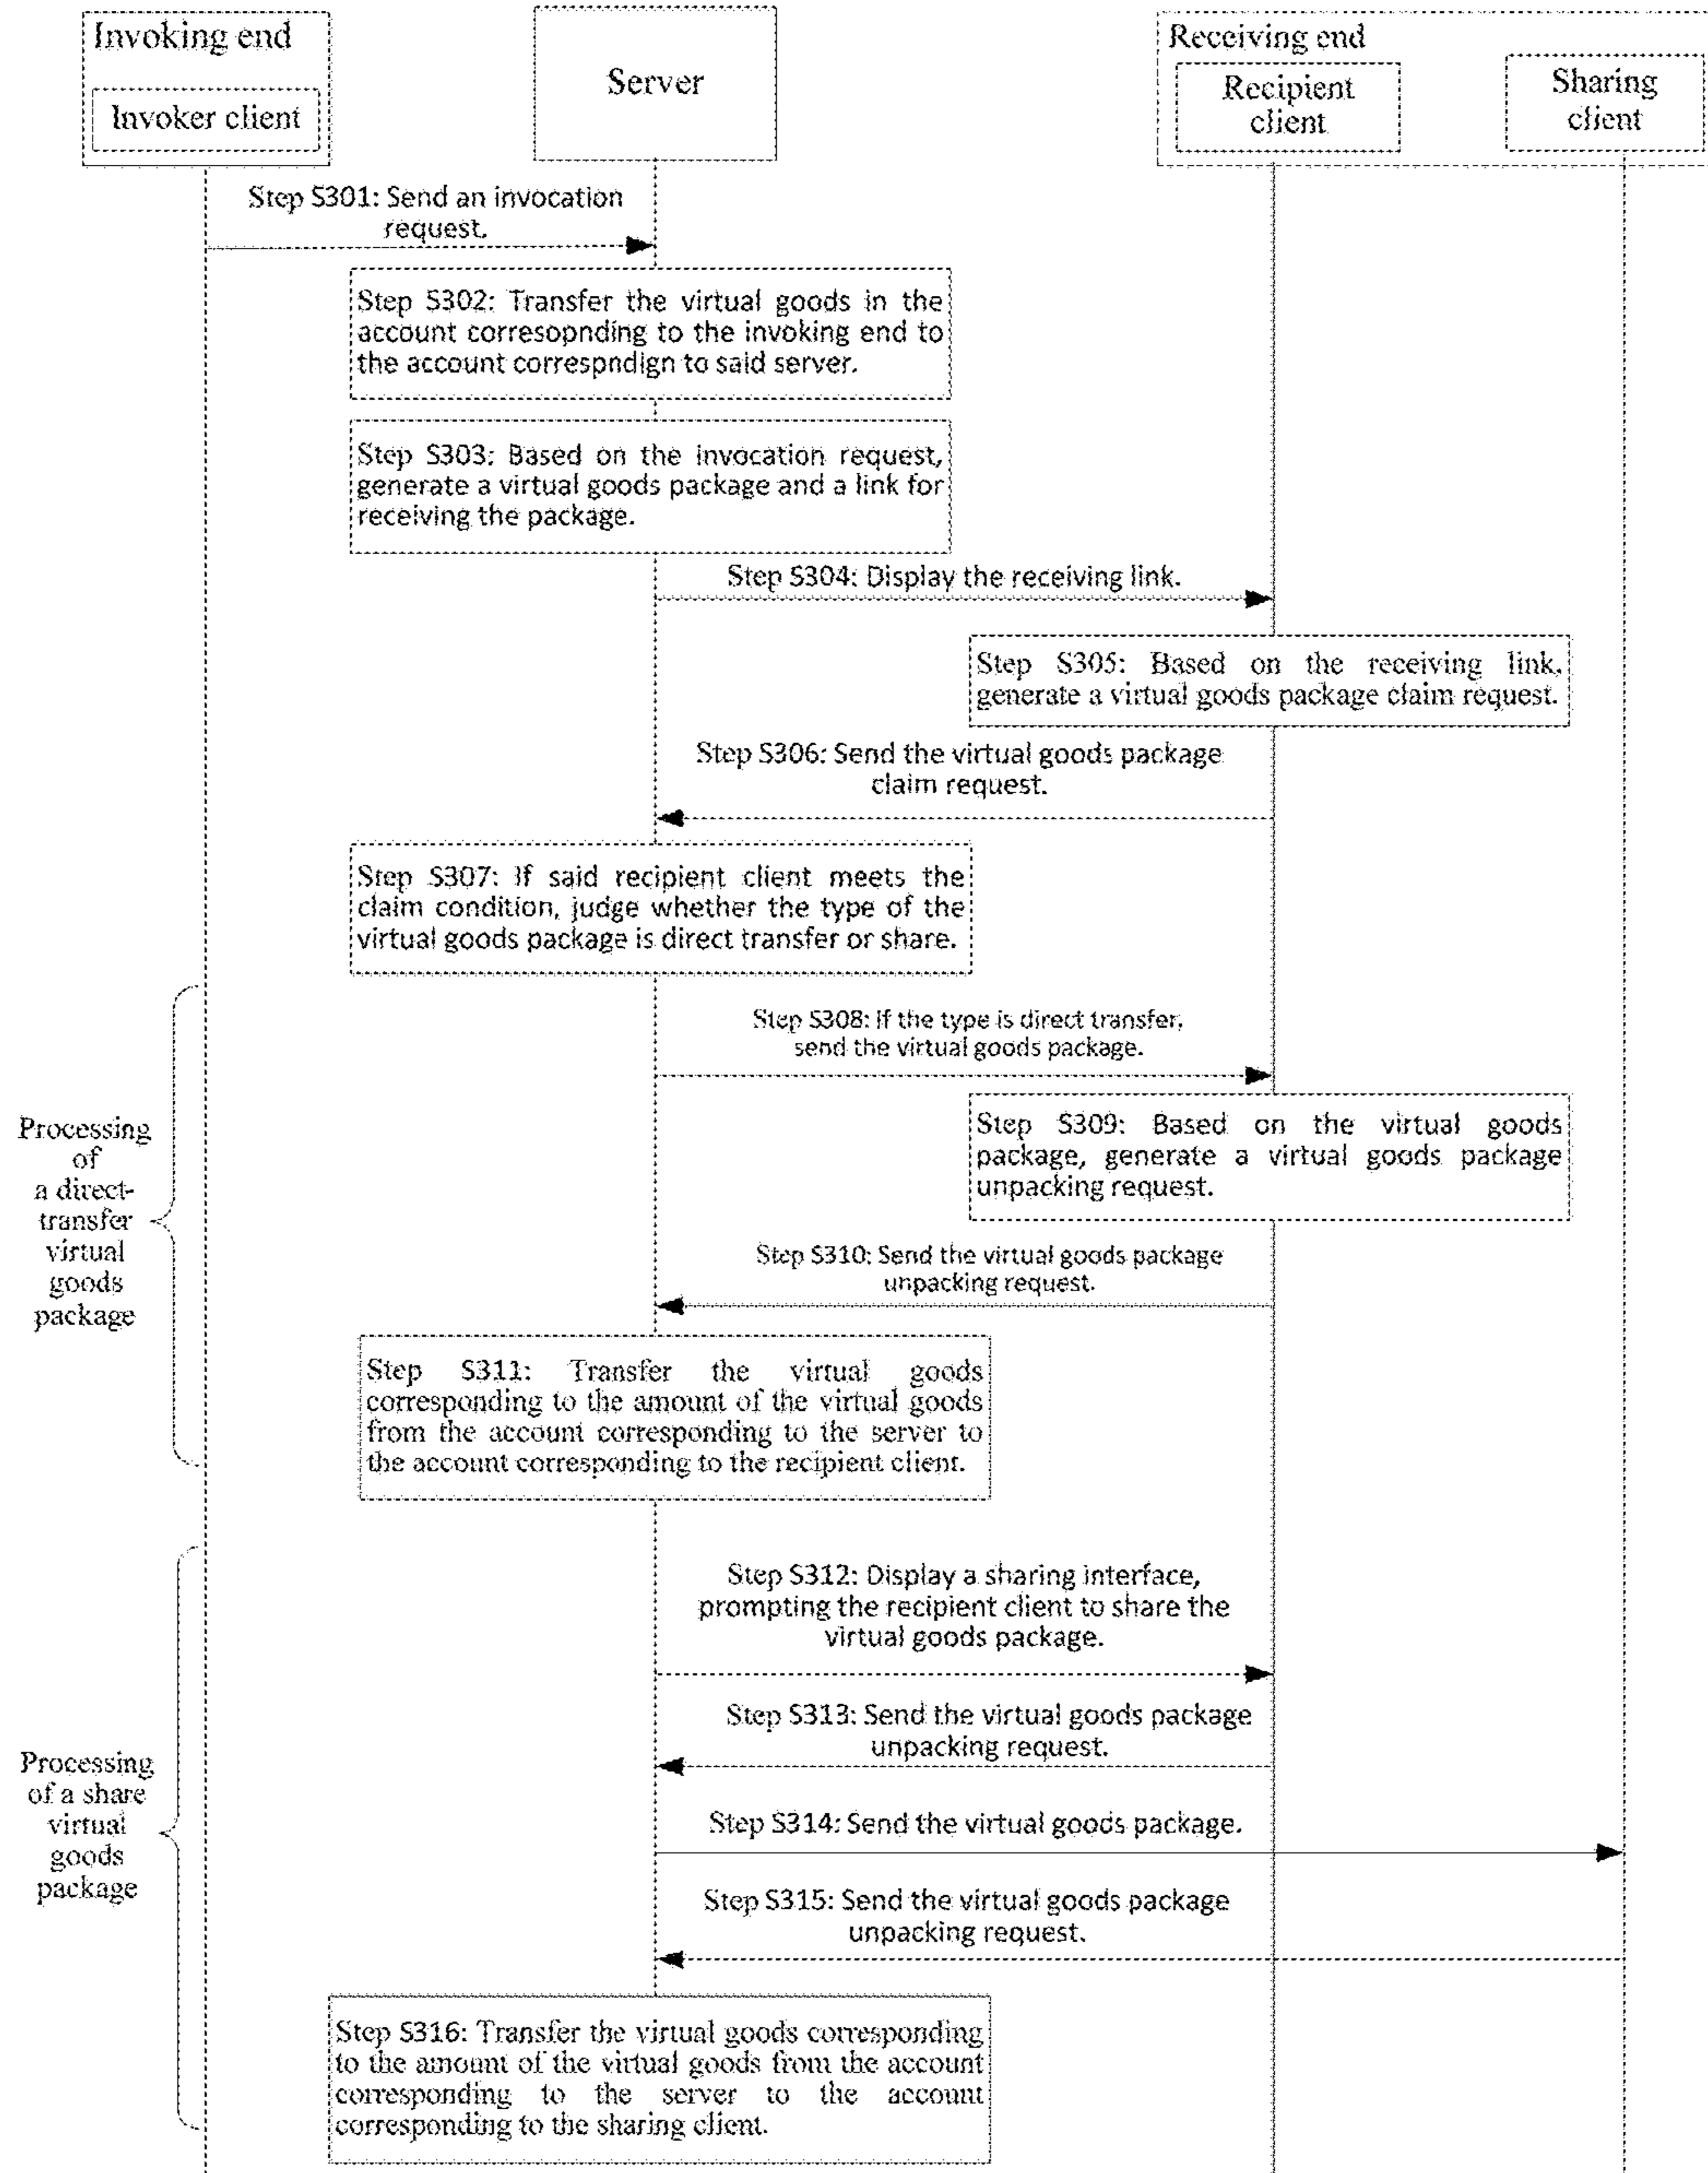 Invoking end
Invoker client
Server
Receiving end
Recipient
client
Sharing
client
Step S301: Send an invocation
request.
Step S302: Transfer the virtual goods in the
account corresopnding to the invoking end to
the account correspndign to said server.
Step S303: Based on the invocation request,
generate a virtual goods package and a link for
receiving the package.
Step S304: Display the receiving link.
Step S305: Based on the receiving link,
generate a virtual goods package claim request.
Step S306: Send the virtual goods package
claim request.
Step S307: If said recipient client meets the
claim condition, judge whether the type of the
virtual goods package is direct transfer or share.
Processing
of
a direct-
transfer
virtual
goods
package
Step S308: If the type is direct transfer,
send the virtual goods package.
Step S309: Based on the virtual goods
package, generate a virtual goods package
unpacking request.
Step S310: Send the virtual goods package
unpacking request.
Step S311: Transfer the virtual goods
corresponding to the amount of the virtual goods
from the account corresponding to the server to
the account corresponding to the recipient client.
Processing
of a share
virtual
goods
package
Step S312: Display a sharing interface,
prompting the recipient client to share the
virtual goods package.
Step S313: Send the virtual goods package
unpacking request.
Step S314: Send the virtual goods package.
Step S315: Send the virtual goods package
unpacking request.
Step S316: Transfer the virtual goods corresponding
to the amount of the virtual goods from the account
corresponding to the server to the account
corresponding to the sharing client.